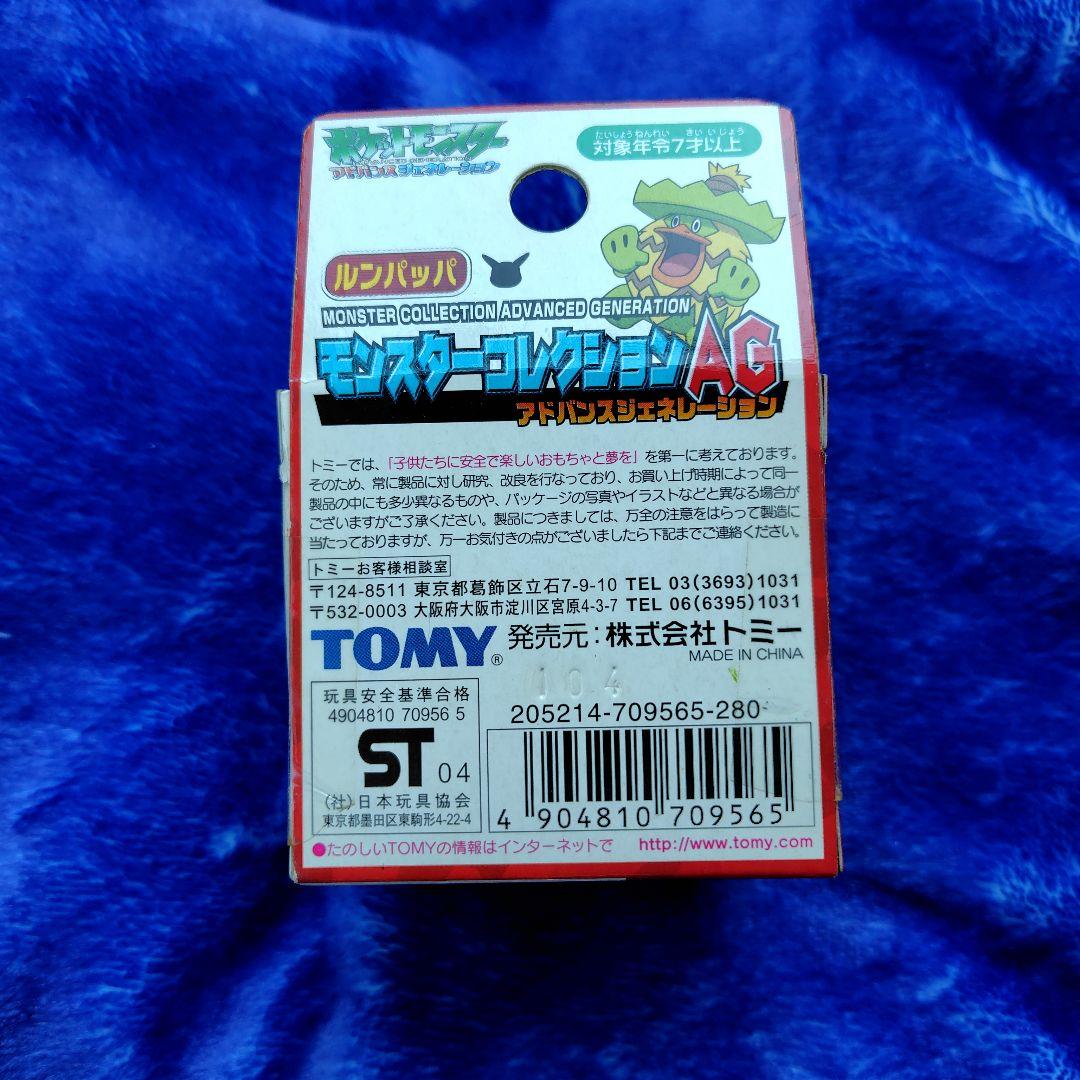 ポケットモンスター
ADVANCED GENERATION
アドバンスジェネレーション
たいしょうねんれい さいいじょう
対象年令7才以上
ルンパッパ
MONSTER COLLECTION ADVANCED GENERATION
モンスターコレクションAG
アドバンスジェネレーション
トミーでは、「子供たちに安全で楽しいおもちゃと夢を」を第一に考えております。
そのため、常に製品に対し研究、改良を行なっており、お買い上げ時期によって同一
製品の中にも多少異なるものや、パッケージの写真やイラストなどと異なる場合が
ございますがご了承ください。製品につきましては、万全の注意をはらって製造に
当たっておりますが、万一お気付きの点がございましたら下記までご連絡ください。
トミーお客様相談室
〒124-8511 東京都葛飾区立石7-9-10 TEL 03(3693)1031
〒532-0003 大阪府大阪市淀川区宮原4-3-7 TEL 06(6395)1031
TOMY® 発売元:株式会社トミー
MADE IN CHINA
104
玩具安全基準合格
4904810 70956 5
ST 04
(社)日本玩具協会
東京都墨田区東駒形4-22-4
205214-709565-280
4 904810 709565
●たのしいTOMYの情報はインターネットで http://www.tomy.com